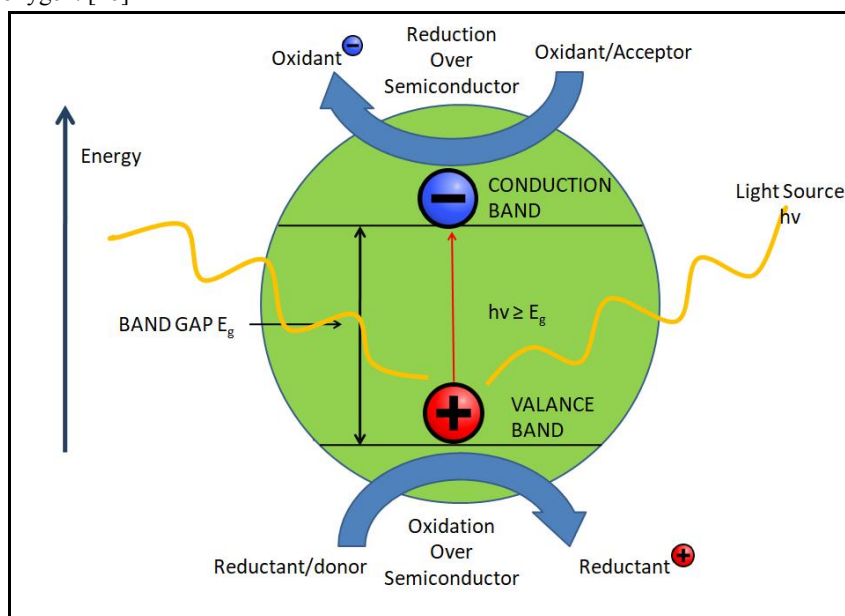 Reduction
Over
Semiconductor
Oxidant
Oxidant/Acceptor
Energy
CONDUCTION
BAND
Light Source
hv
BAND GAP Eg
hv ≥ Eg
VALANCE
BAND
Oxidation
Over
Semiconductor
Reductant/donor
Reductant